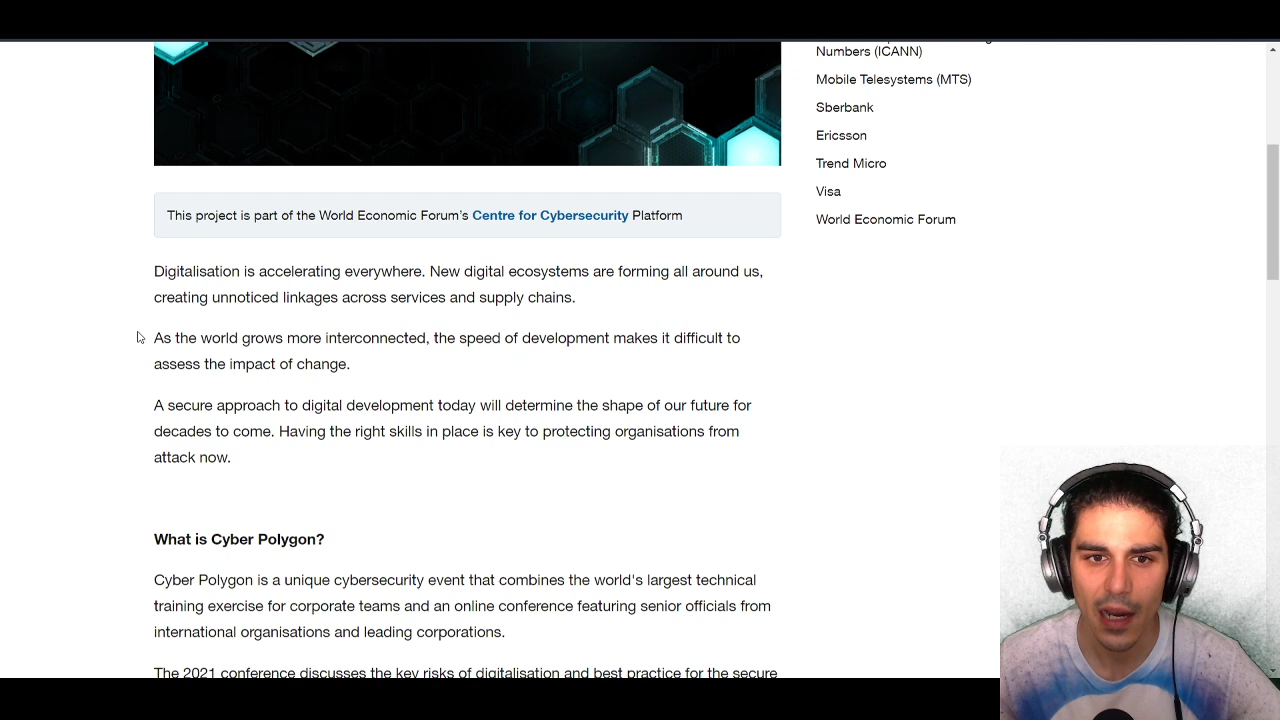 Numbers (ICANN)
Mobile Telesystems (MTS)
Sberbank
Ericsson
Trend Micro
Visa
World Economic Forum
This project is part of the World Economic Forum’s Centre for Cybersecurity Platform
Digitalisation is accelerating everywhere. New digital ecosystems are forming all around us,
creating unnoticed linkages across services and supply chains.
As the world grows more interconnected, the speed of development makes it difficult to
assess the impact of change.
A secure approach to digital development today will determine the shape of our future for
decades to come. Having the right skills in place is key to protecting organisations from
attack now.
What is Cyber Polygon?
Cyber Polygon is a unique cybersecurity event that combines the world's largest technical
training exercise for corporate teams and an online conference featuring senior officials from
international organisations and leading corporations.
The 2021 conference discusses the key risks of digitalisation and best practice for the secure